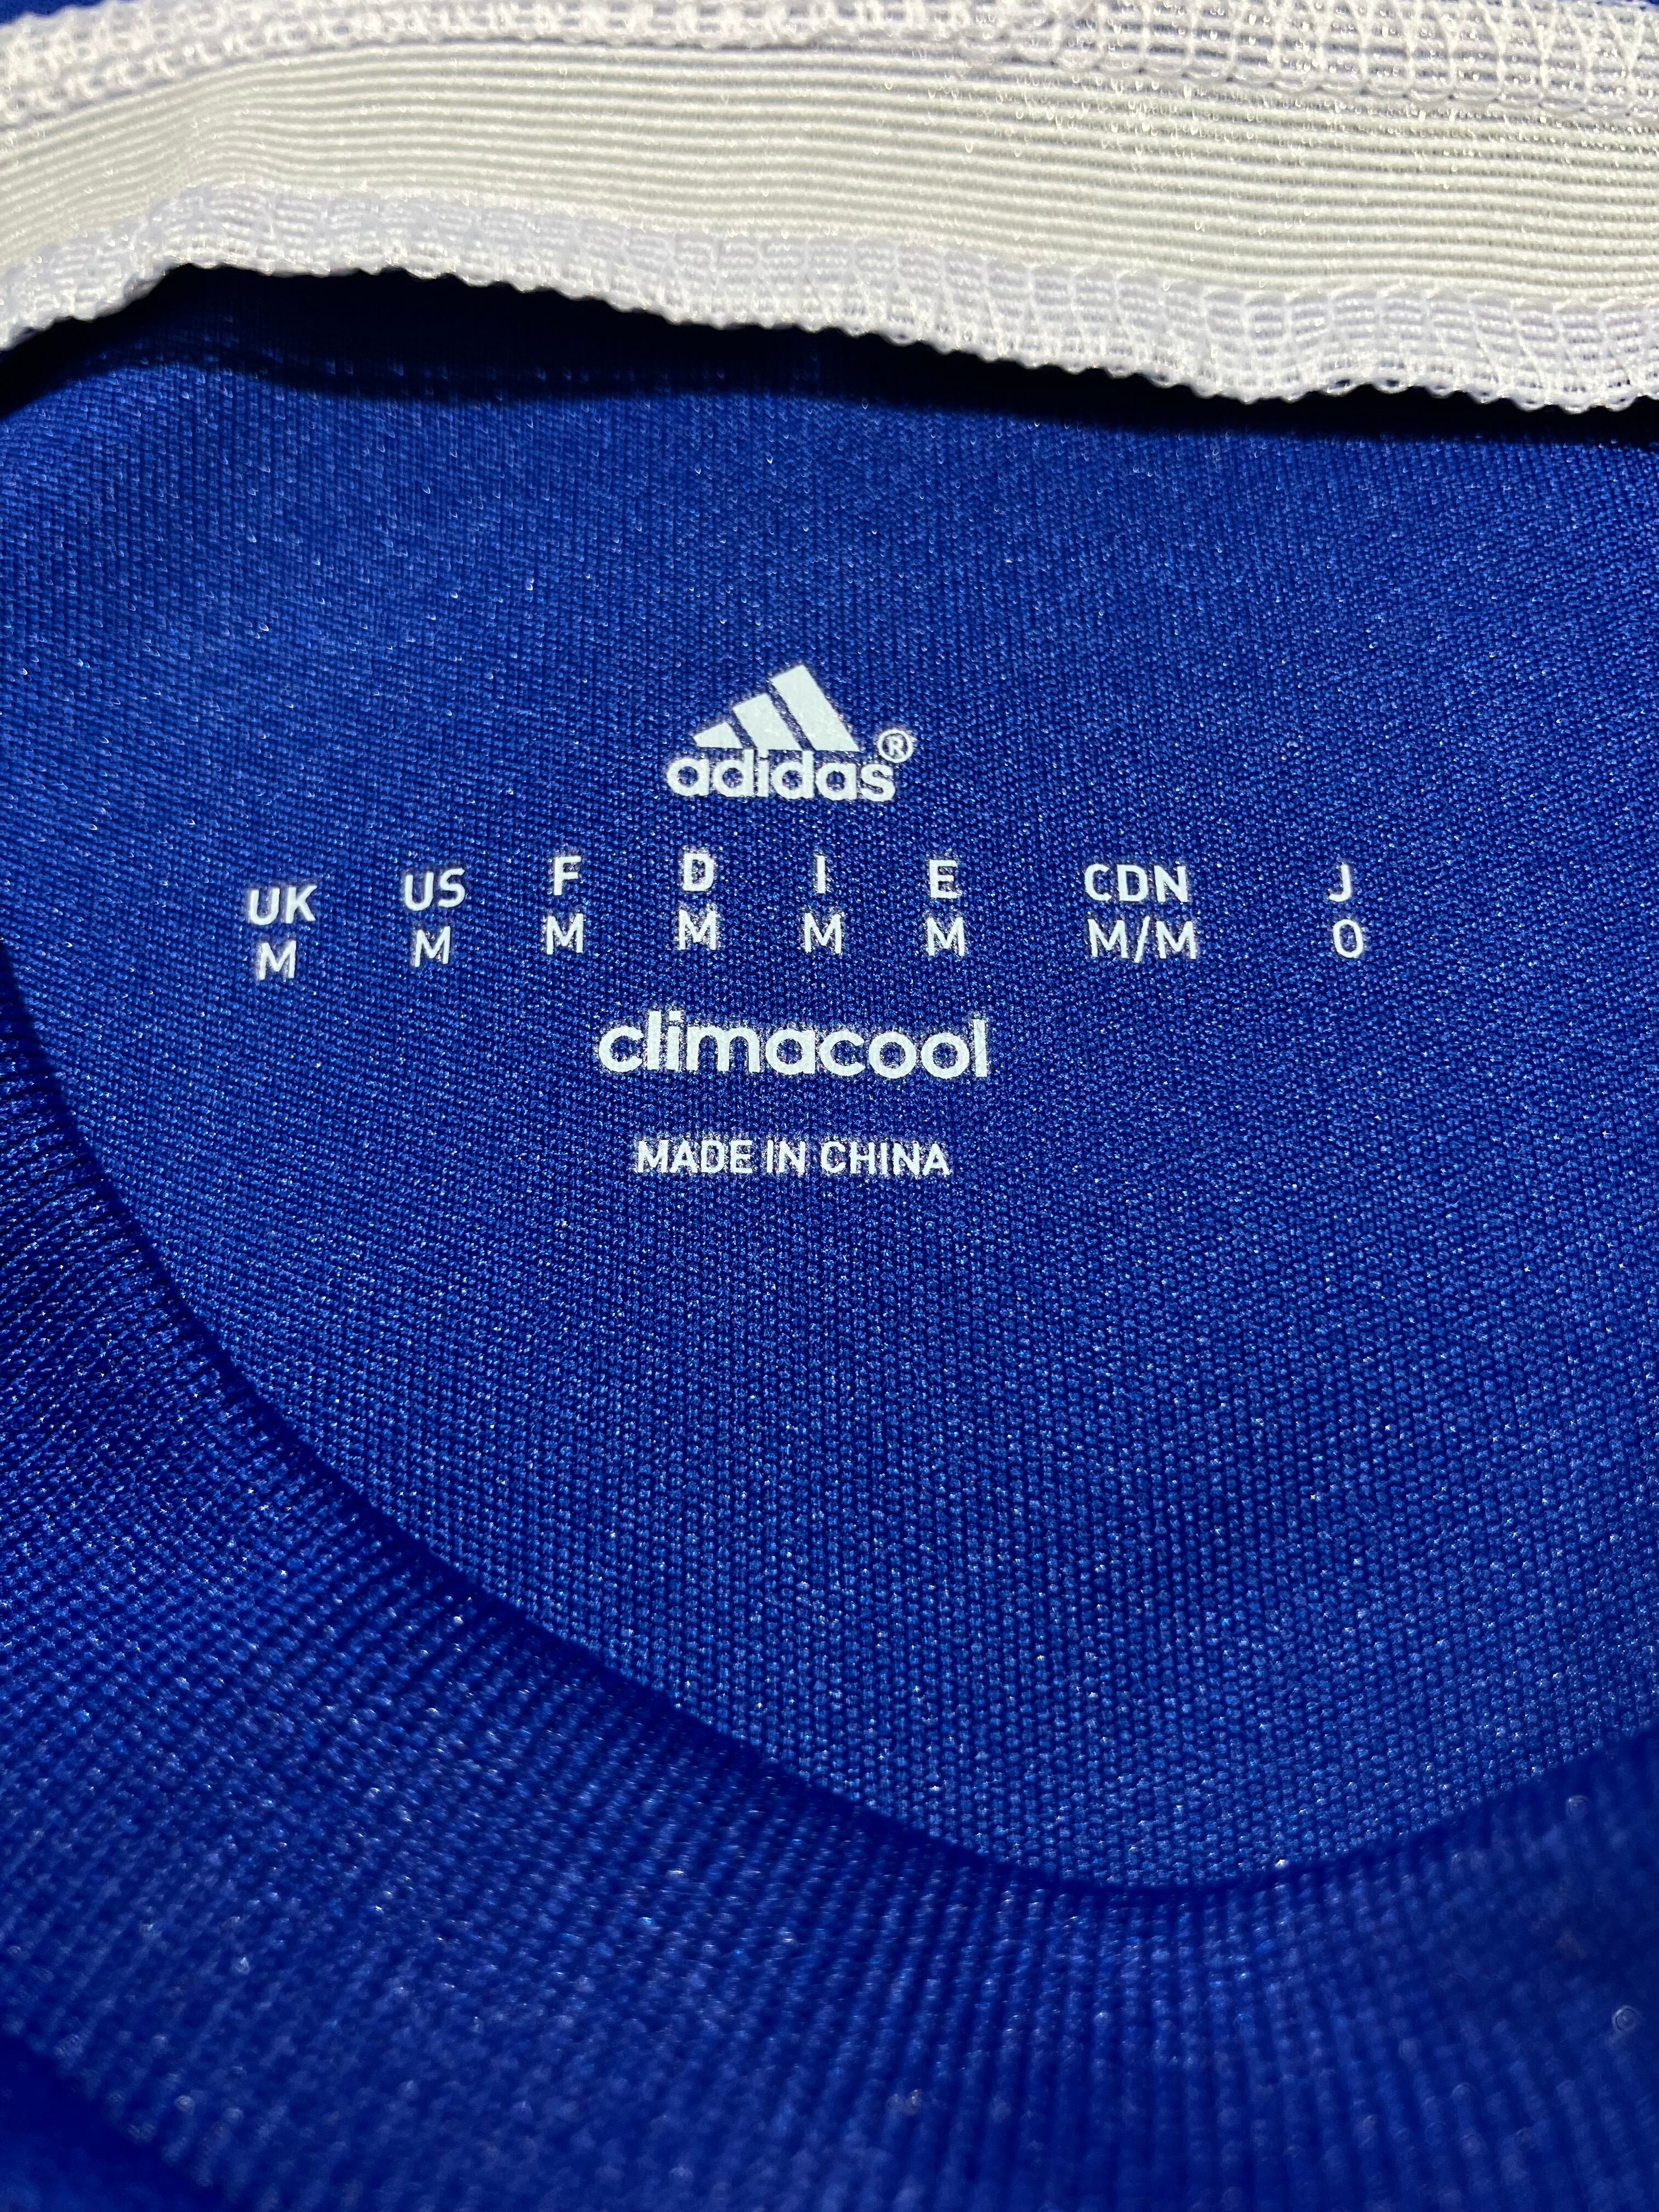 adidas®
UK US F D I E CDN J
M M M M M M M/M O
climacool
MADE IN CHINA